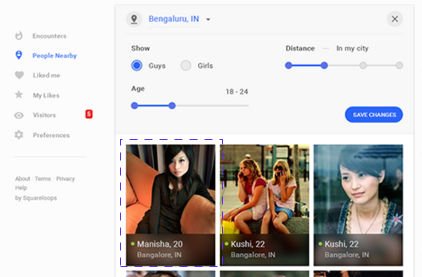 Bengaluru, IN
Encounters
People Nearby
Liked me
My Likes
Visitors
5
Preferences
About · Terms · Privacy
Help
by Squareloops
Show
Guys
Girls
Distance — In my city
Age
18 - 24
SAVE CHANGES
Manisha, 20
Bangalore, IN
Kushi, 22
Bangalore, IN
Kushi, 22
Bangalore, IN